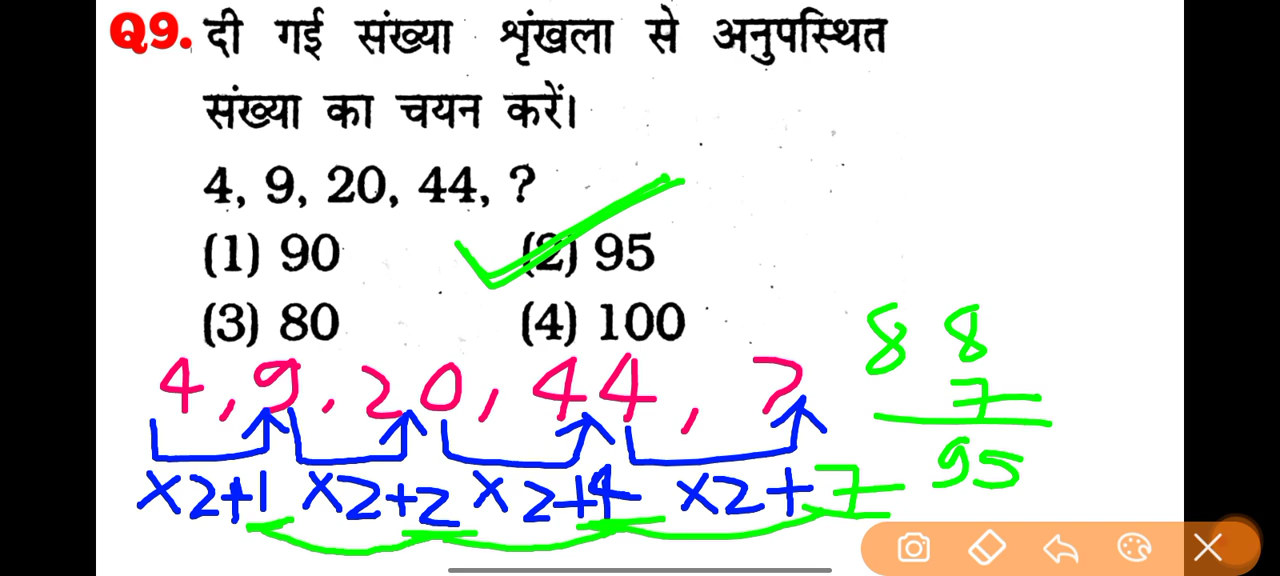 Q9. दी गई संख्या शृंखला से अनुपस्थित
संख्या का चयन करें।
4, 9, 20, 44, ?
(1) 90 (2) 95
(3) 80 (4) 100
4, 9, 20, 44, ?
×2+1 ×2+2 ×2+4 ×2+7
88
7
95